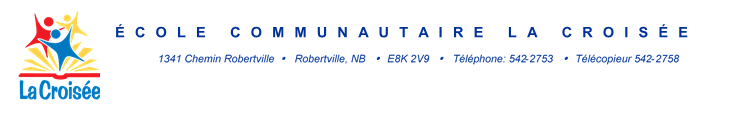 ÉCOLE COMMUNAUTAIRE LA CROISÉE
1341 Chemin Robertville • Robertville, NB • E8K 2V9 • Téléphone: 542-2753 • Télécopieur 542-2758
La Croisée